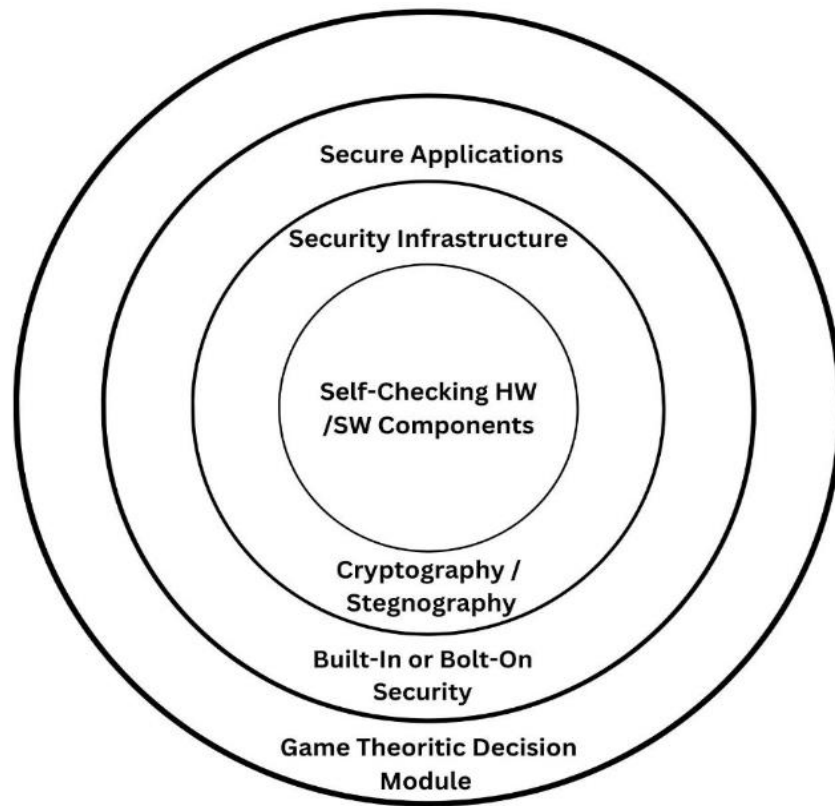 Secure Applications
Security Infrastructure
Self-Checking HW
/SW Components
Cryptography /
Stegnography
Built-In or Bolt-On
Security
Game Theoritic Decision
Module